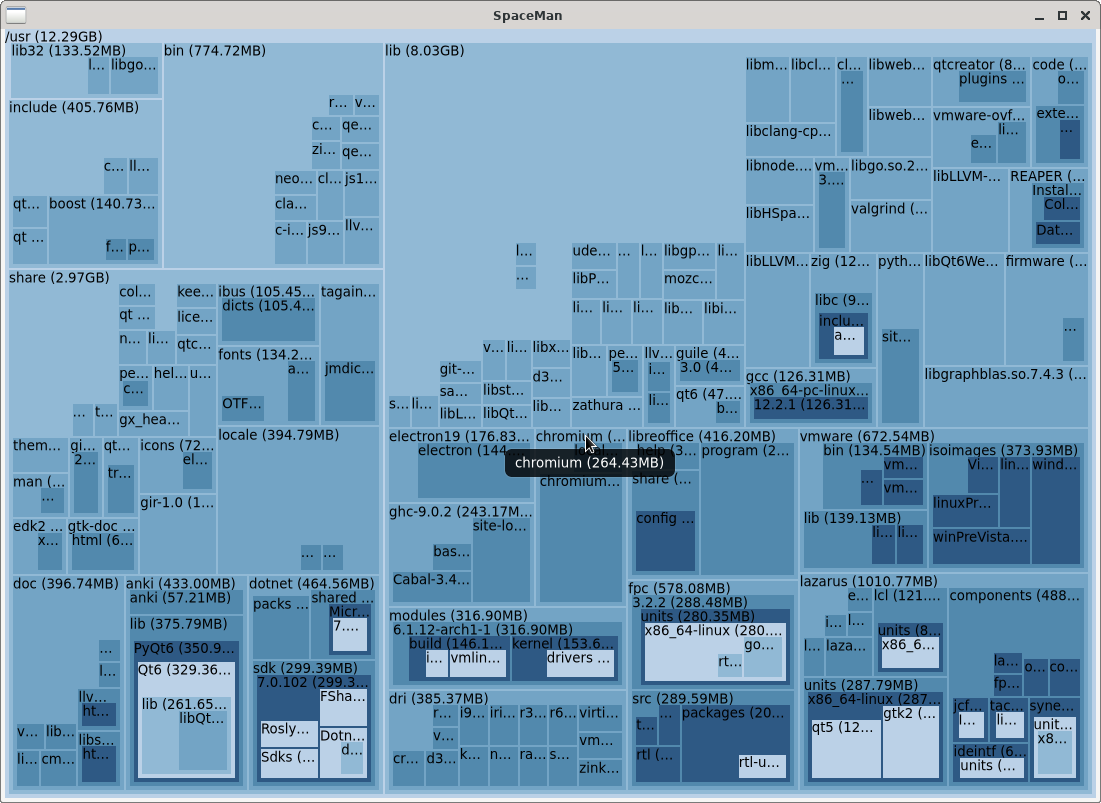 SpaceMan
/usr (12.29GB)
lib32 (133.52MB)
l...
libgo...
include (405.76MB)
c...
ll...
qt...
boost (140.73...
qt ...
f...
p...
bin (774.72MB)
r...
v...
c...
qe...
zi...
qe...
neo...
cl...
js1...
cla...
c-i...
js9...
llv...
share (2.97GB)
col...
kee...
ibus (105.45...
dicts (105.4...
tagain...
qt ...
lice...
n...
li...
qtc...
fonts (134.2...
a...
jmdic...
pe...
hel...
u...
c...
OTF...
...
t...
gx_hea...
locale (394.79MB)
them...
gi...
2...
qt...
icons (72...
el...
tr...
man (...
...
gir-1.0 (1...
edk2 ...
x...
gtk-doc ...
html (6...
...
...
doc (396.74MB)
...
l...
llv...
ht...
v...
lib...
libs...
ht...
li...
cm...
anki (433.00MB)
anki (57.21MB)
lib (375.79MB)
PyQt6 (350.9...
Qt6 (329.36...
lib (261.65...
libQt...
dotnet (464.56MB)
packs ...
shared ...
Micr...
7....
sdk (299.39MB)
7.0.102 (299.3...
FSha...
Rosly...
Dotn...
d...
Sdks (...
lib (8.03GB)
l...
...
ude...
...
l...
libgp...
li...
libP...
mozc...
li...
li...
li...
lib...
libi...
v...
li...
libx...
lib...
pe...
5...
llv...
i...
guile (4...
3.0 (4...
git-...
d3...
sa...
libst...
li...
qt6 (47....
b...
s...
li...
libL...
libQt...
lib...
zathura ...
libm...
libcl...
cl...
...
libweb...
qtcreator (8...
plugins ...
code (...
o...
libclang-cp...
libweb...
vmware-ovf...
li...
e...
exte...
...
libnode....
vm...
3....
libgo.so.2...
libLLVM-...
REAPER (...
Instal...
Col...
Dat...
libHSpa...
valgrind (...
libLLVM...
zig (12...
libc (9...
inclu...
a...
pyth...
sit...
libQt6We...
firmware (...
...
gcc (126.31MB)
x86_64-pc-linux...
12.2.1 (126.31...
libgraphblas.so.7.4.3 (...
electron19 (176.83...
electron (144...
chromium (...
chromium (264.43MB)
chromium...
libreoffice (416.20MB)
help (3...
program (2...
share (...
config ...
ghc-9.0.2 (243.17M...
site-lo...
bas...
Cabal-3.4...
modules (316.90MB)
6.1.12-arch1-1 (316.90MB)
build (146.1...
kernel (153.6...
i...
vmlin...
drivers ...
dri (385.37MB)
r...
i9...
iri...
r3...
r6...
virti...
v...
vm...
cr...
d3...
k...
n...
ra...
s...
zink...
fpc (578.08MB)
3.2.2 (288.48MB)
units (280.35MB)
x86_64-linux (280....
go...
rt...
src (289.59MB)
t...
...
packages (20...
rtl (...
rtl-u...
vmware (672.54MB)
bin (134.54MB)
vm...
...
vm...
isoimages (373.93MB)
Vi...
lin...
wind...
linuxPr...
lib (139.13MB)
li...
li...
winPreVista....
lazarus (1010.77MB)
e...
lcl (121....
components (488...
i...
l...
units (8...
x86_6...
l...
laza...
la...
o...
co...
fp...
units (287.79MB)
x86_64-linux (287...
qt5 (12...
gtk2 (...
jcf...
l...
tac...
li...
syne...
unit...
x8...
ideintf (6...
units (...